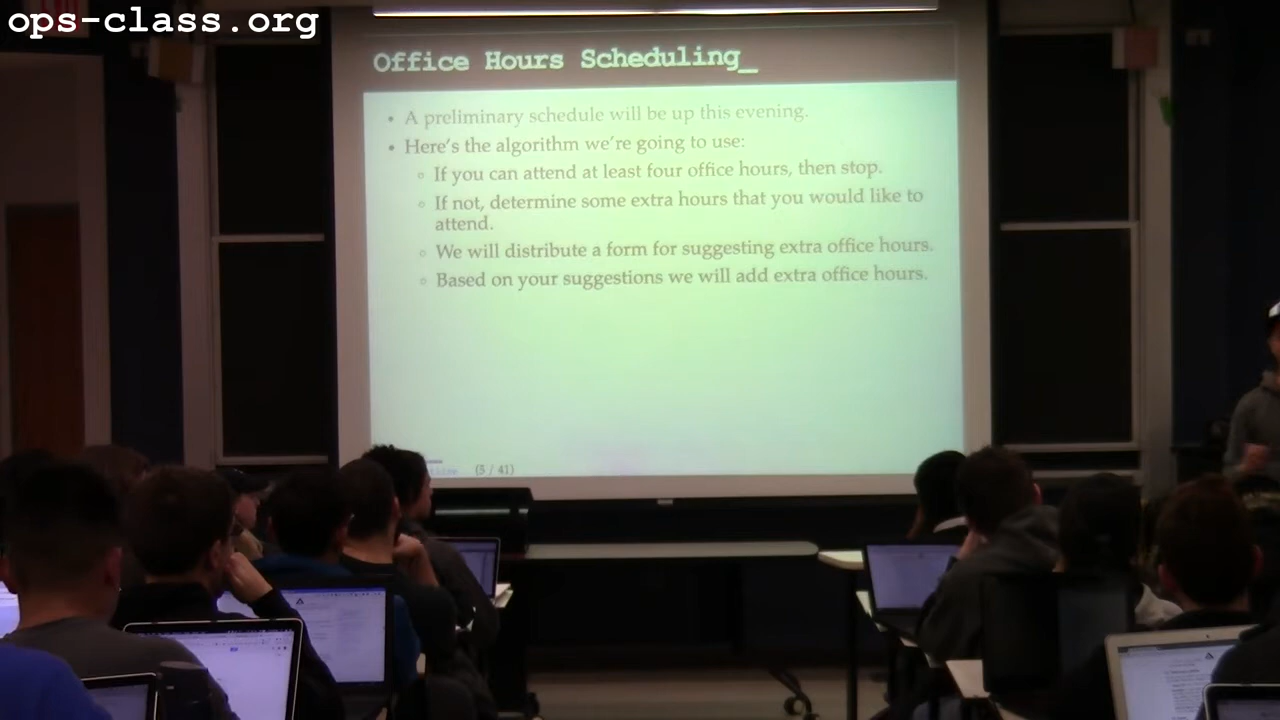 ops-class.org
Office Hours Scheduling_
• A preliminary schedule will be up this evening.
• Here's the algorithm we're going to use:
◦ If you can attend at least four office hours, then stop.
◦ If not, determine some extra hours that you would like to
attend.
◦ We will distribute a form for suggesting extra office hours.
◦ Based on your suggestions we will add extra office hours.
(3 / 41)